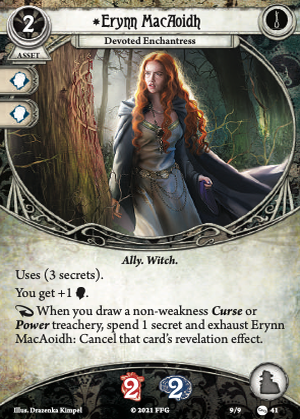 2
*Erynn MacAoidh
Devoted Enchantress
ASSET
Ally. Witch.
Uses (3 secrets).
You get +1 .
When you draw a non-weakness Curse or
Power treachery, spend 1 secret and exhaust Erynn
MacAoidh: Cancel that card's revelation effect.
2 2
Illus. Drazenka Kimpel © 2021 FFG 9/9 41